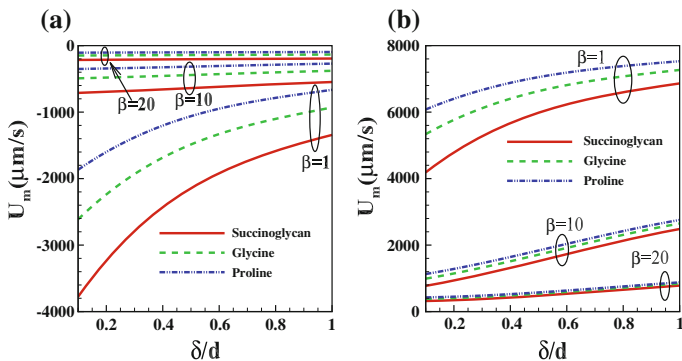 (a)
U_m(μm/s)
0
-1000
-2000
-3000
-4000
β=20
β=10
β=1
Succinoglycan
Glycine
Proline
0.2 0.4 0.6 0.8 1
δ/d
(b)
U_m(μm/s)
8000
6000
4000
2000
0
β=1
Succinoglycan
Glycine
Proline
β=10
β=20
0.2 0.4 0.6 0.8 1
δ/d